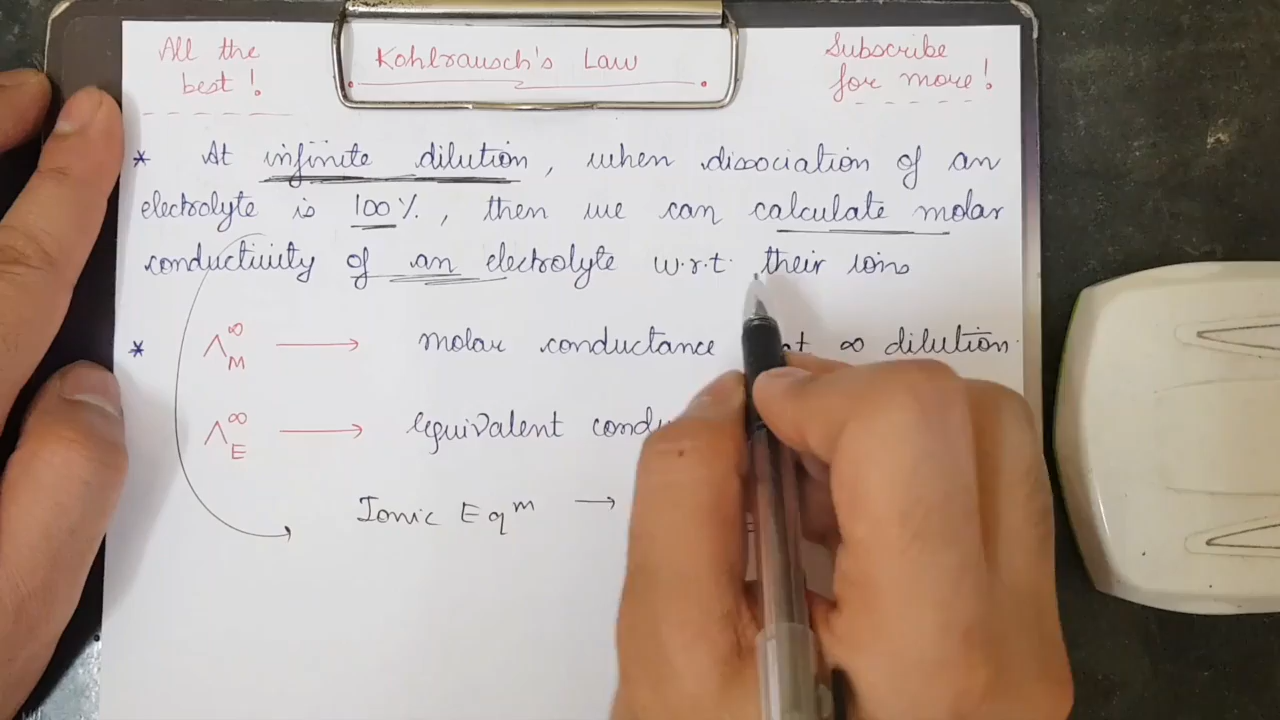 All the best!
Kohlrausch's Law
Subscribe for more!
* At infinite dilution, when dissociation of an
electrolyte is 100%, then we can calculate molar
conductivity of an electrolyte w.r.t. their ions
* Λ∞M → molar conductance at ∞ dilution.
Λ∞E → equivalent
Ionic Eqm →